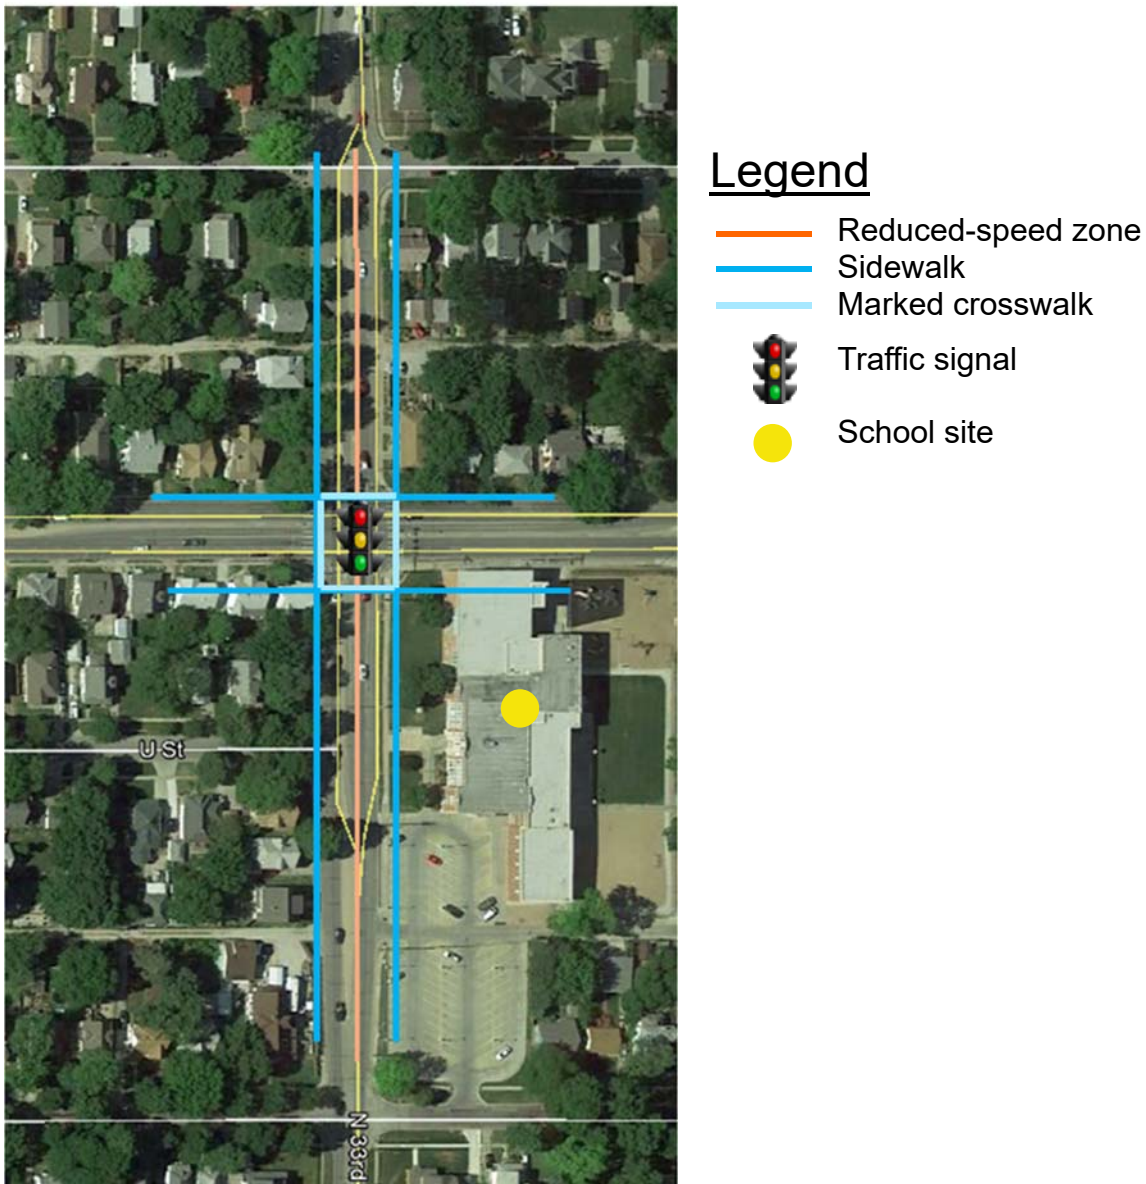 Legend
Reduced-speed zone
Sidewalk
Marked crosswalk
Traffic signal
School site
U St
N 33rd